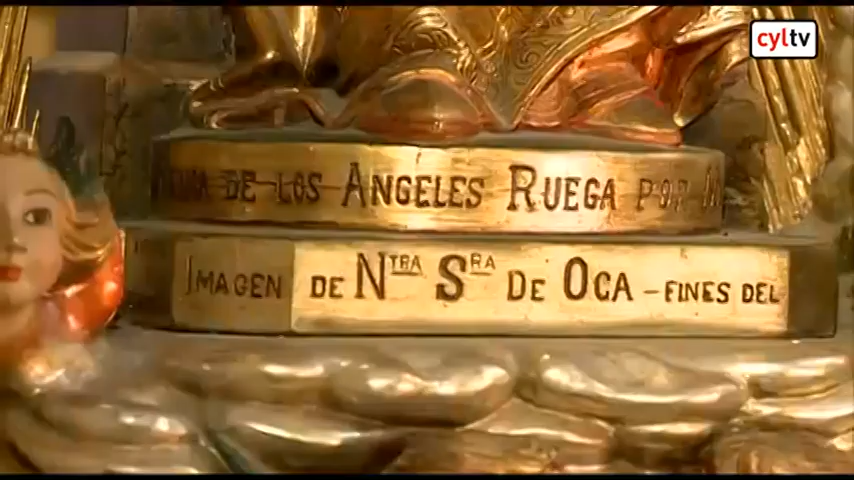 cyltv
DE LOS ANGELES RUEGA POR
IMAGEN DE NTRA SRA DE OCA - FINES DEL